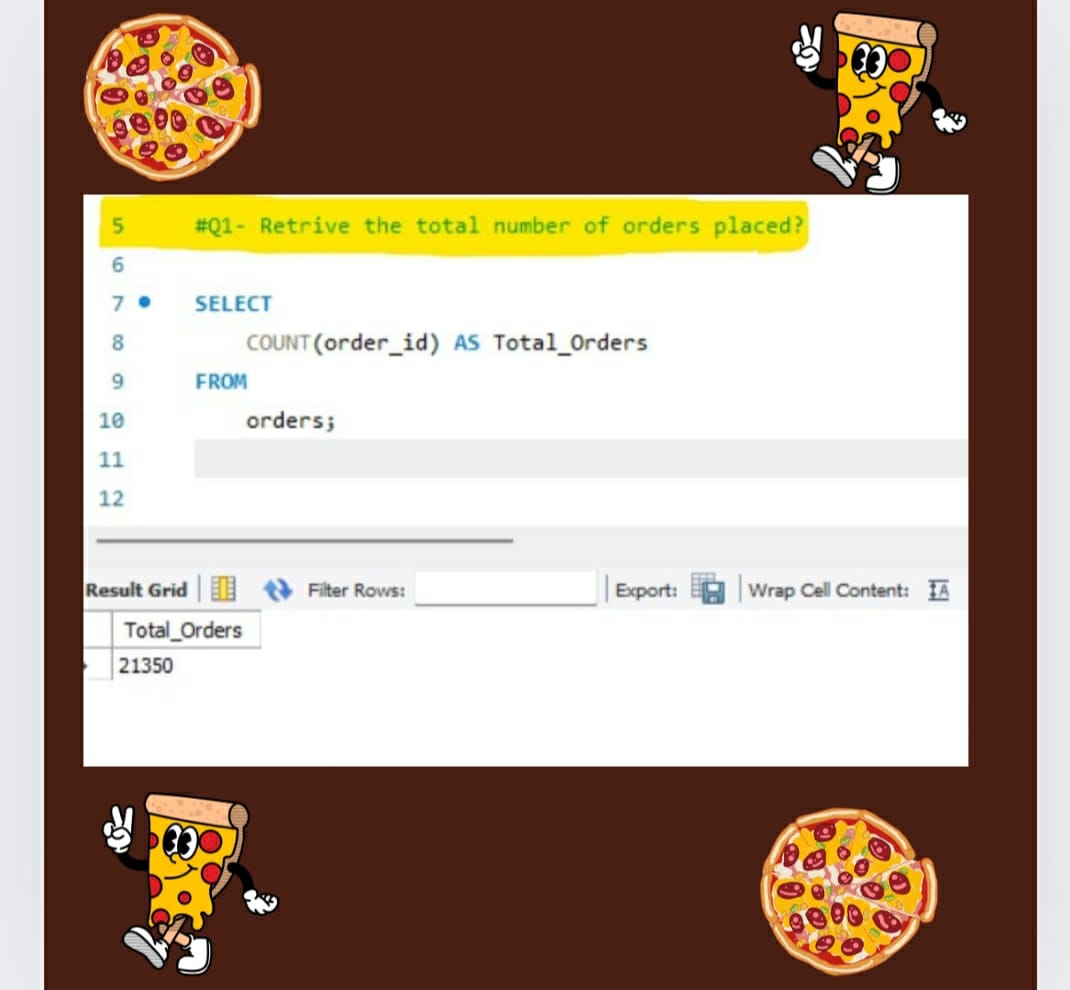 5 #Q1- Retrive the total number of orders placed?
6
7 SELECT
8 COUNT(order_id) AS Total_Orders
9 FROM
10 orders;
11
12
Result Grid Filter Rows: Export: Wrap Cell Content: IA
Total_Orders
21350